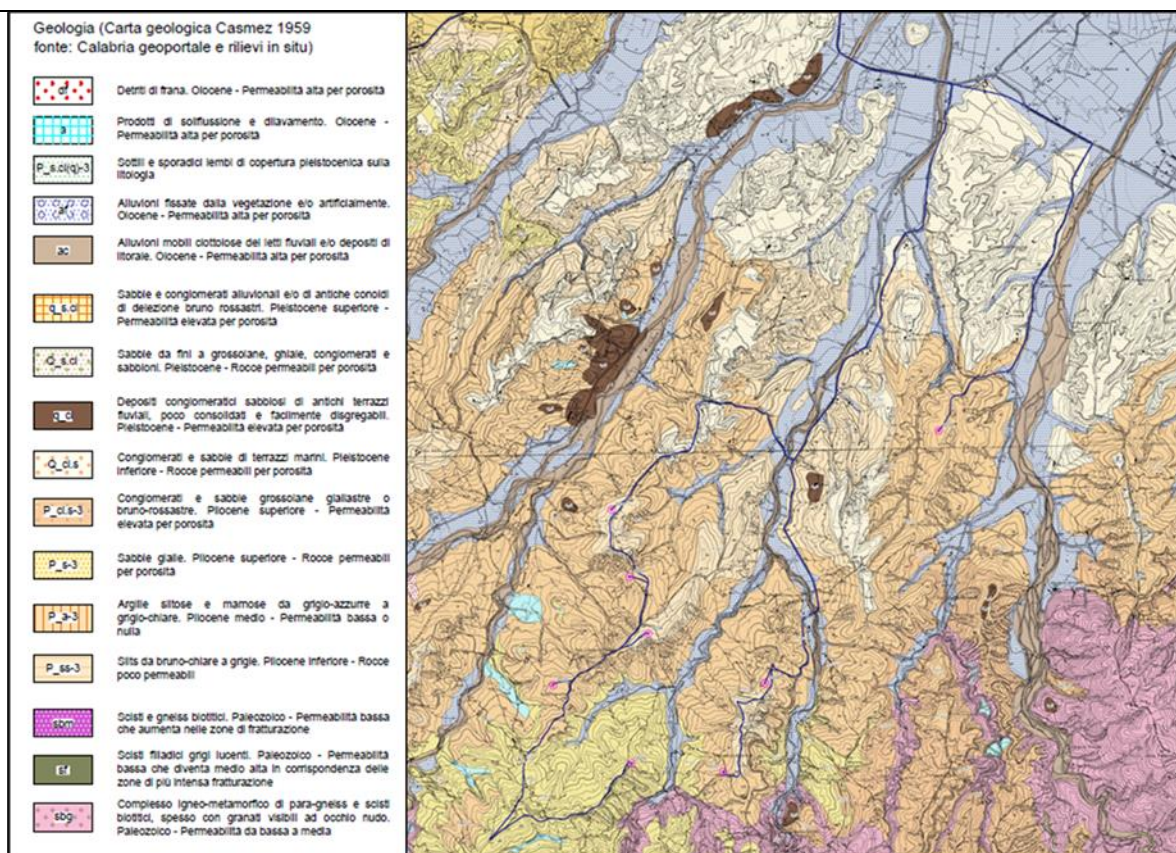 Geologia (Carta geologica Casmez 1959
fonte: Calabria geoportale e rilievi in situ)
df
Detriti di frana. Olocene - Permeabilità alta per porosità
a
Prodotti di soliflussione e dilavamento. Olocene -
Permeabilità alta per porosità
P_s.cl(q)-3
Sottili e sporadici lembi di copertura pleistocenica sulla
litologia
af
Alluvioni fissate dalla vegetazione e/o artificialmente.
Olocene - Permeabilità alta per porosità
ac
Alluvioni mobili ciottolose dei letti fluviali e/o depositi di
litorale. Olocene - Permeabilità alta per porosità
q_s.cl
Sabbie e conglomerati alluvionali e/o di antiche conoidi
di deiezione bruno rossastri. Pleistocene superiore -
Permeabilità elevata per porosità
Q_s.cl
Sabbie da fini a grossolane, ghiaie, conglomerati e
sabbioni. Pleistocene - Rocce permeabili per porosità
q_cl
Depositi conglomeratici sabbiosi di antichi terrazzi
fluviali, poco consolidati e facilmente disgregabili.
Pleistocene - Permeabilità elevata per porosità
Q_cl.s
Conglomerati e sabbie di terrazzi marini. Pleistocene
inferiore - Rocce permeabili per porosità
P_cl.s-3
Conglomerati e sabbie grossolane giallastre o
bruno-rossastre. Pliocene superiore - Permeabilità
elevata per porosità
P_s-3
Sabbie gialle. Pliocene superiore - Rocce permeabili
per porosità
P_a-3
Argille siltose e marnose da grigio-azzurre a
grigio-chiare. Pliocene medio - Permeabilità bassa o
nulla
P_ss-3
Silts da bruno-chiare a grigie. Pliocene inferiore - Rocce
poco permeabili
sbm
Scisti e gneiss biotitici. Paleozoico - Permeabilità bassa
che aumenta nelle zone di fratturazione
sf
Scisti filladici grigi lucenti. Paleozoico - Permeabilità
bassa che diventa medio alta in corrispondenza delle
zone di più intensa fratturazione
sbg
Complesso igneo-metamorfico di para-gneiss e scisti
biotitici, spesso con granati visibili ad occhio nudo.
Paleozoico - Permeabilità da bassa a media